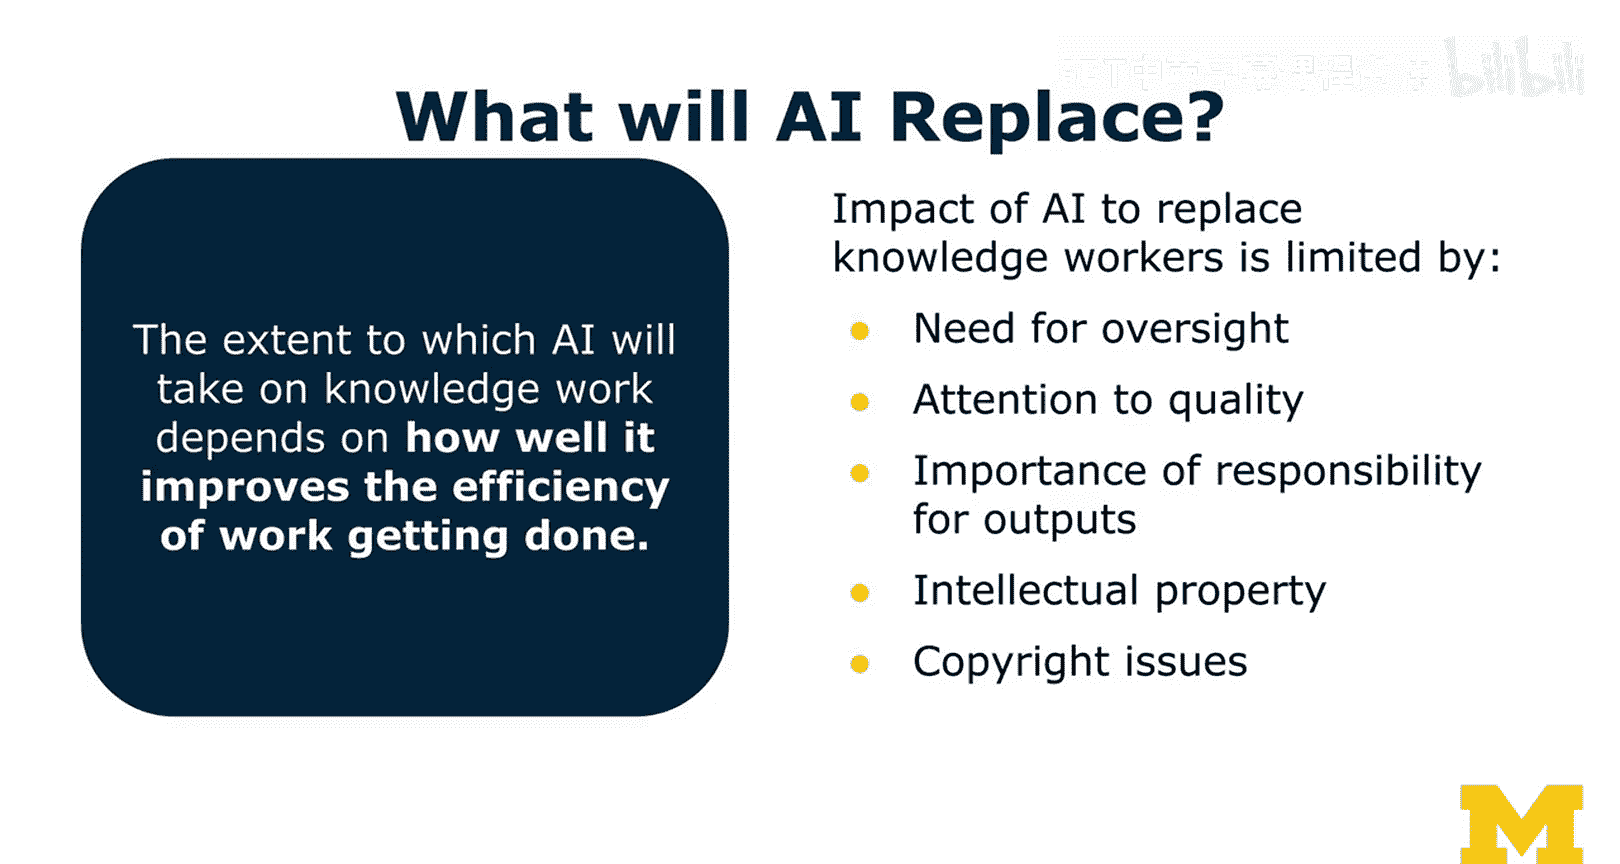 bilibili
What will AI Replace?
The extent to which AI will
take on knowledge work
depends on how well it
improves the efficiency
of work getting done.
Impact of AI to replace
knowledge workers is limited by:
● Need for oversight
● Attention to quality
● Importance of responsibility
for outputs
● Intellectual property
● Copyright issues
M